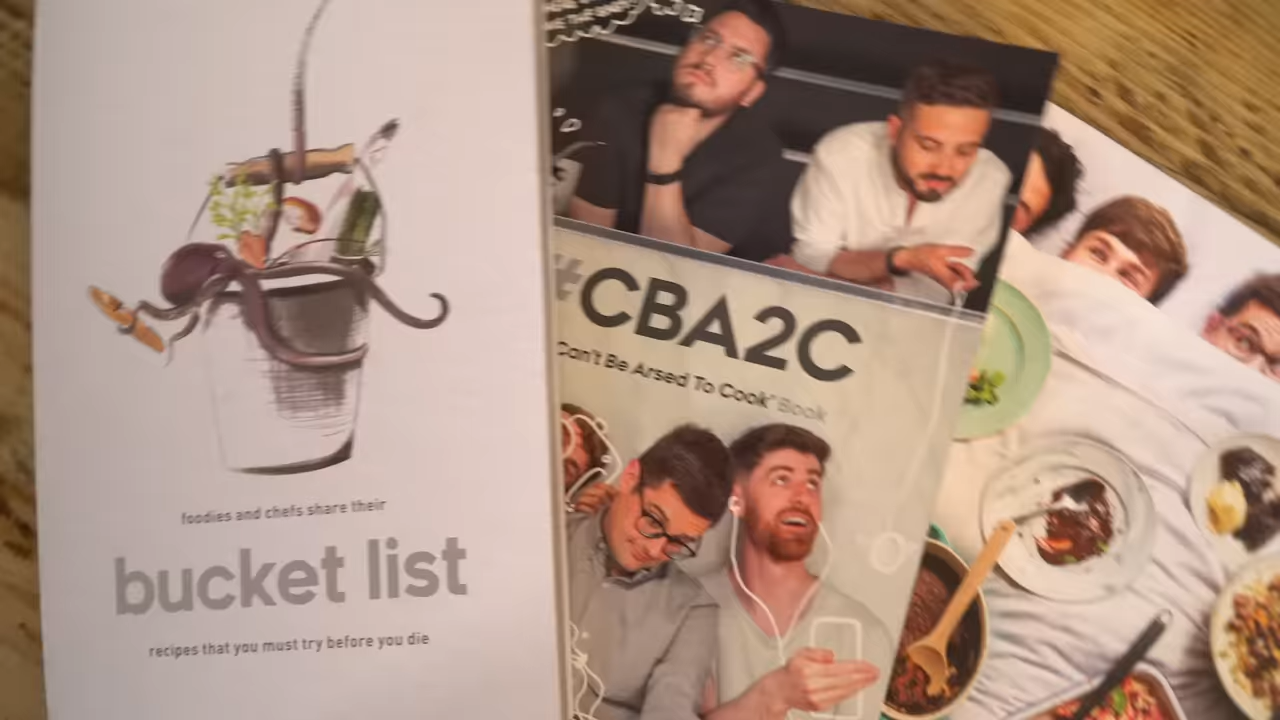 foodies and chefs share their
bucket list
recipes that you must try before you die
#CBA2C
Can't Be Arsed To Cook" Book